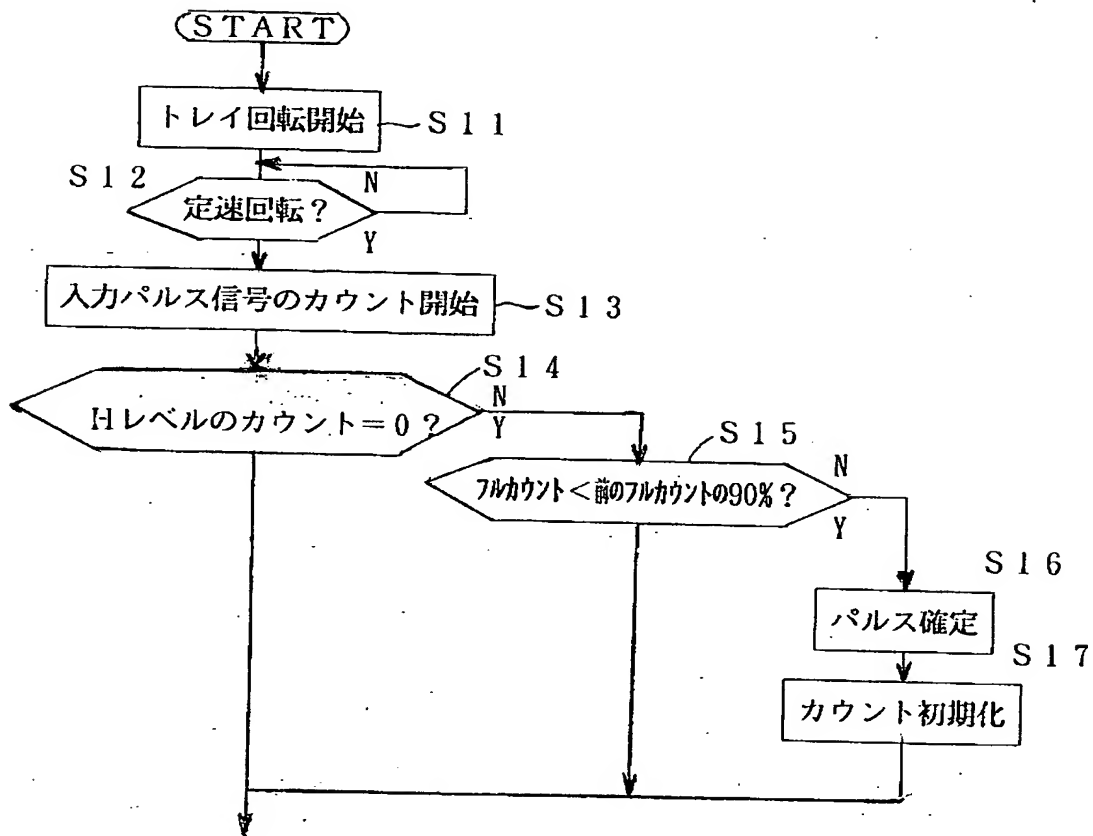 START
トレイ回転開始
S11
S12
N
定速回転?
Y
入力パルス信号のカウント開始
S13
S14
N
Hレベルのカウント=0?
Y
S15
N
フルカウント<前のフルカウントの90%?
Y
S16
パルス確定
S17
カウント初期化